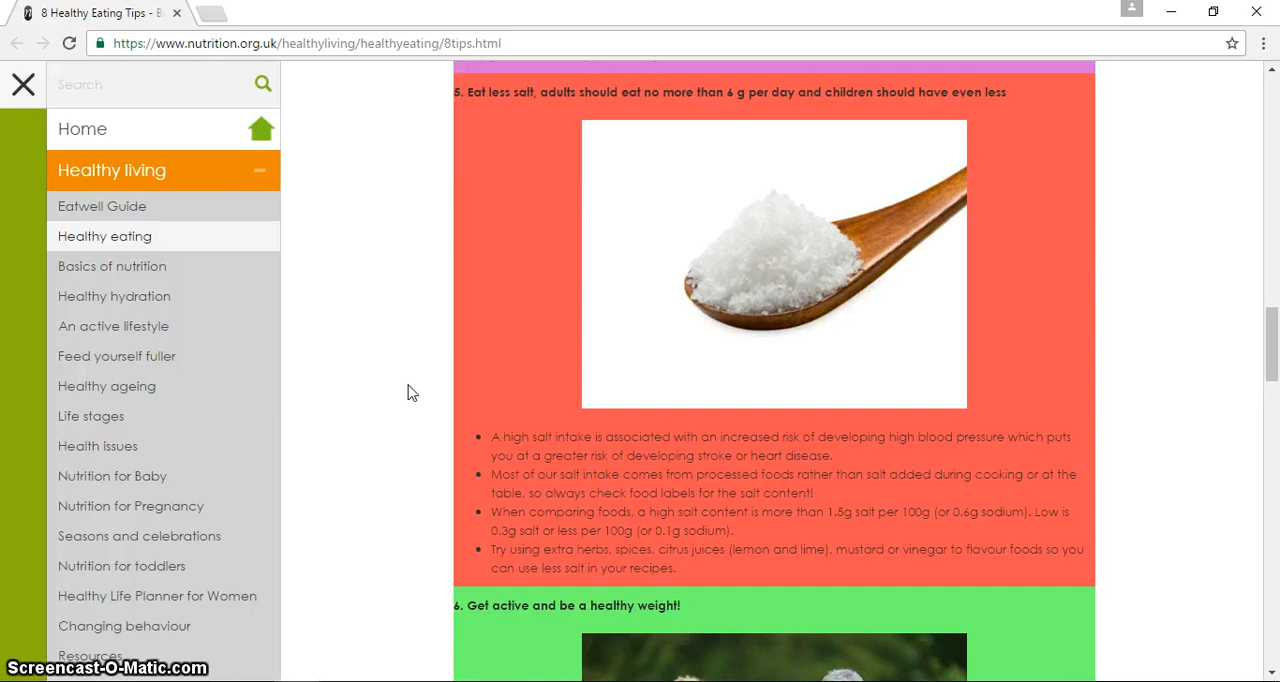 8 Healthy Eating Tips - B
https://www.nutrition.org.uk/healthyliving/healthyeating/8tips.html
Search
Home
Healthy living
Eatwell Guide
Healthy eating
Basics of nutrition
Healthy hydration
An active lifestyle
Feed yourself fuller
Healthy ageing
Life stages
Health issues
Nutrition for Baby
Nutrition for Pregnancy
Seasons and celebrations
Nutrition for toddlers
Healthy Life Planner for Women
Changing behaviour
Resources
5. Eat less salt, adults should eat no more than 6 g per day and children should have even less
A high salt intake is associated with an increased risk of developing high blood pressure which puts
you at a greater risk of developing stroke or heart disease.
Most of our salt intake comes from processed foods rather than salt added during cooking or at the
table, so always check food labels for the salt content!
When comparing foods, a high salt content is more than 1.5g salt per 100g (or 0.6g sodium). Low is
0.3g salt or less per 100g (or 0.1g sodium).
Try using extra herbs, spices, citrus juices (lemon and lime), mustard or vinegar to flavour foods so you
can use less salt in your recipes.
6. Get active and be a healthy weight!
Screencast-O-Matic.com